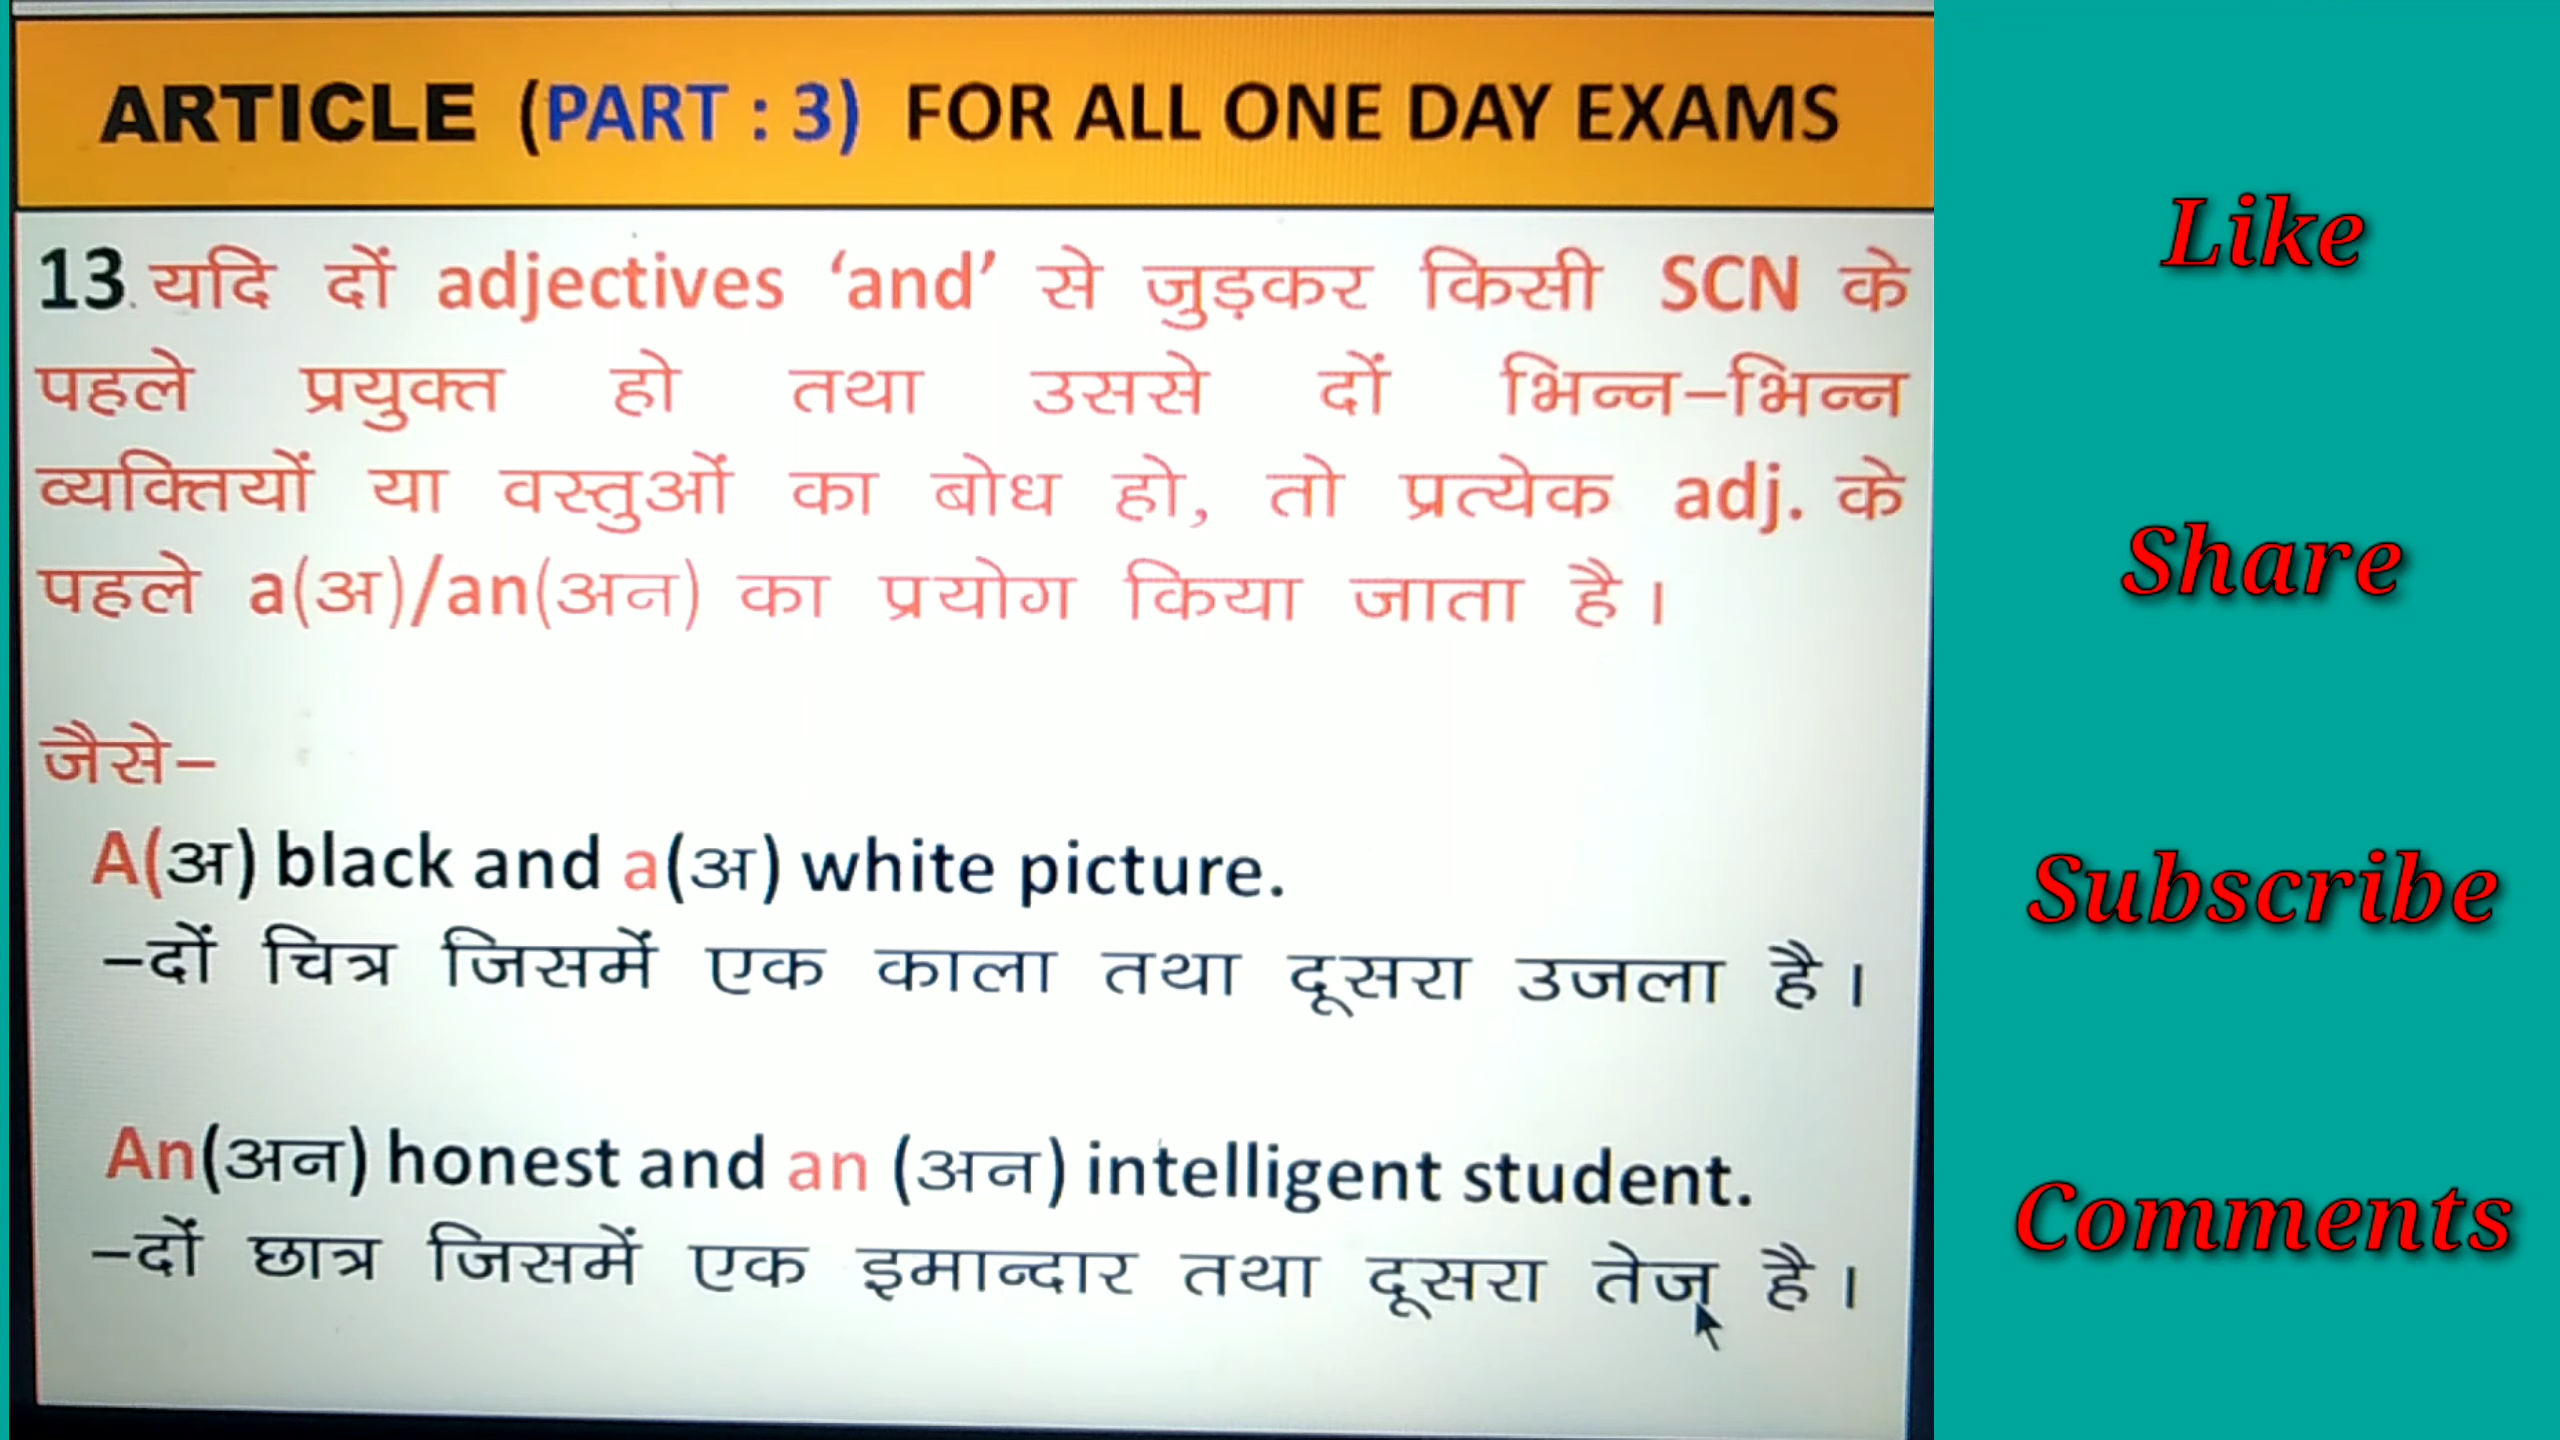 ARTICLE (PART : 3) FOR ALL ONE DAY EXAMS
13. यदि दों adjectives ‘and’ से जुड़कर किसी SCN के
पहले प्रयुक्त हो तथा उससे दों भिन्न–भिन्न
व्यक्तियों या वस्तुओं का बोध हो, तो प्रत्येक adj. के
पहले a(अ)/an(अन) का प्रयोग किया जाता है।
जैसे–
A(अ) black and a(अ) white picture.
–दों चित्र जिसमें एक काला तथा दूसरा उजला है।
An(अन) honest and an (अन) intelligent student.
–दों छात्र जिसमें एक इमान्दार तथा दूसरा तेज़ है।
Like
Share
Subscribe
Comments